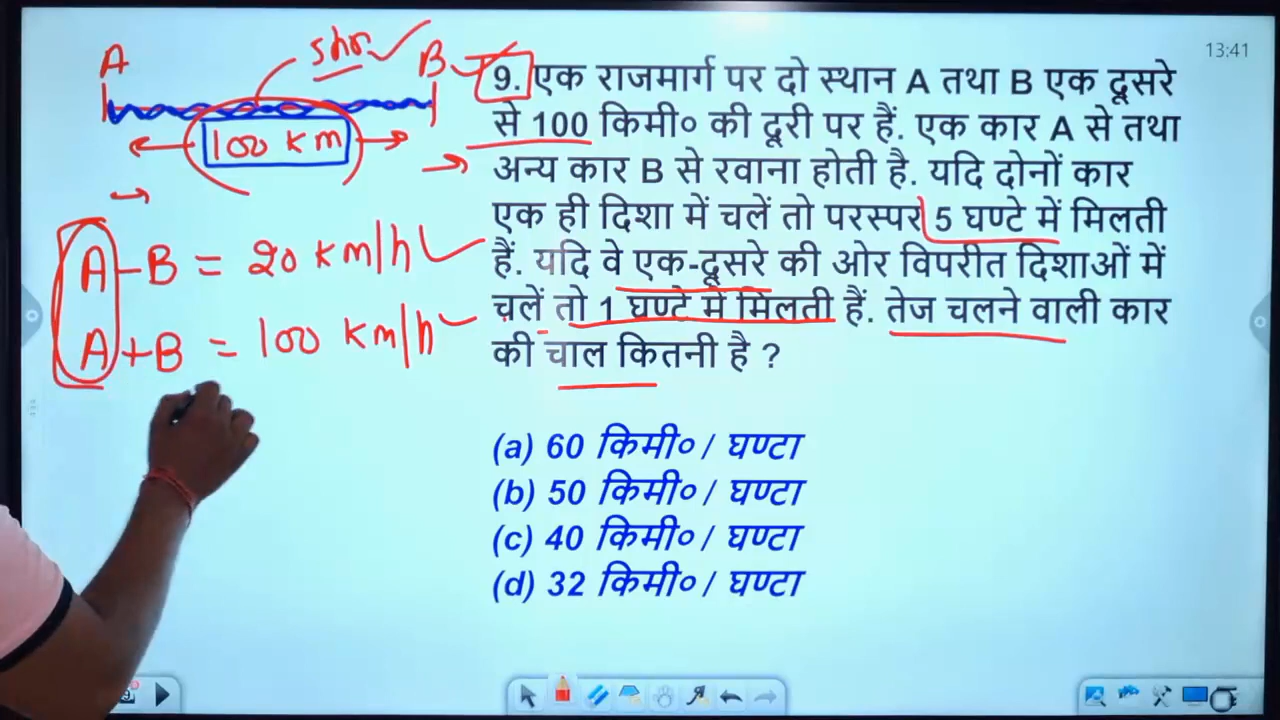 13:41
A
5hr
B
100 km
A-B = 20 km/h
A+B = 100 km/h
9. एक राजमार्ग पर दो स्थान A तथा B एक दूसरे
से 100 किमी० की दूरी पर हैं. एक कार A से तथा
अन्य कार B से रवाना होती है. यदि दोनों कार
एक ही दिशा में चलें तो परस्पर 5 घण्टे में मिलती
हैं. यदि वे एक-दूसरे की ओर विपरीत दिशाओं में
चलें तो 1 घण्टे में मिलती हैं. तेज चलने वाली कार
की चाल कितनी है ?
(a) 60 किमी० / घण्टा
(b) 50 किमी० / घण्टा
(c) 40 किमी० / घण्टा
(d) 32 किमी० / घण्टा